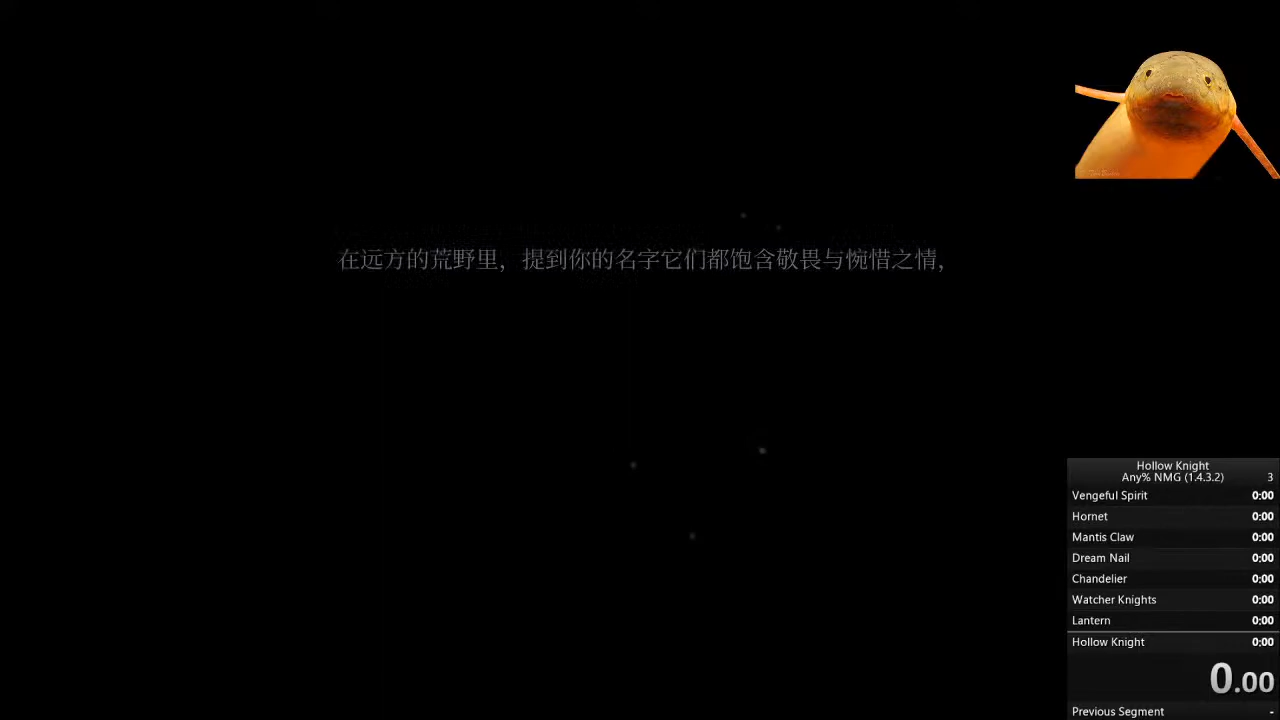 在远方的荒野里，提到你的名字它们都饱含敬畏与惋惜之情，
Hollow Knight
Any% NMG (1.4.3.2) 3
Vengeful Spirit 0:00
Hornet 0:00
Mantis Claw 0:00
Dream Nail 0:00
Chandelier 0:00
Watcher Knights 0:00
Lantern 0:00
Hollow Knight 0:00
0.00
Previous Segment -